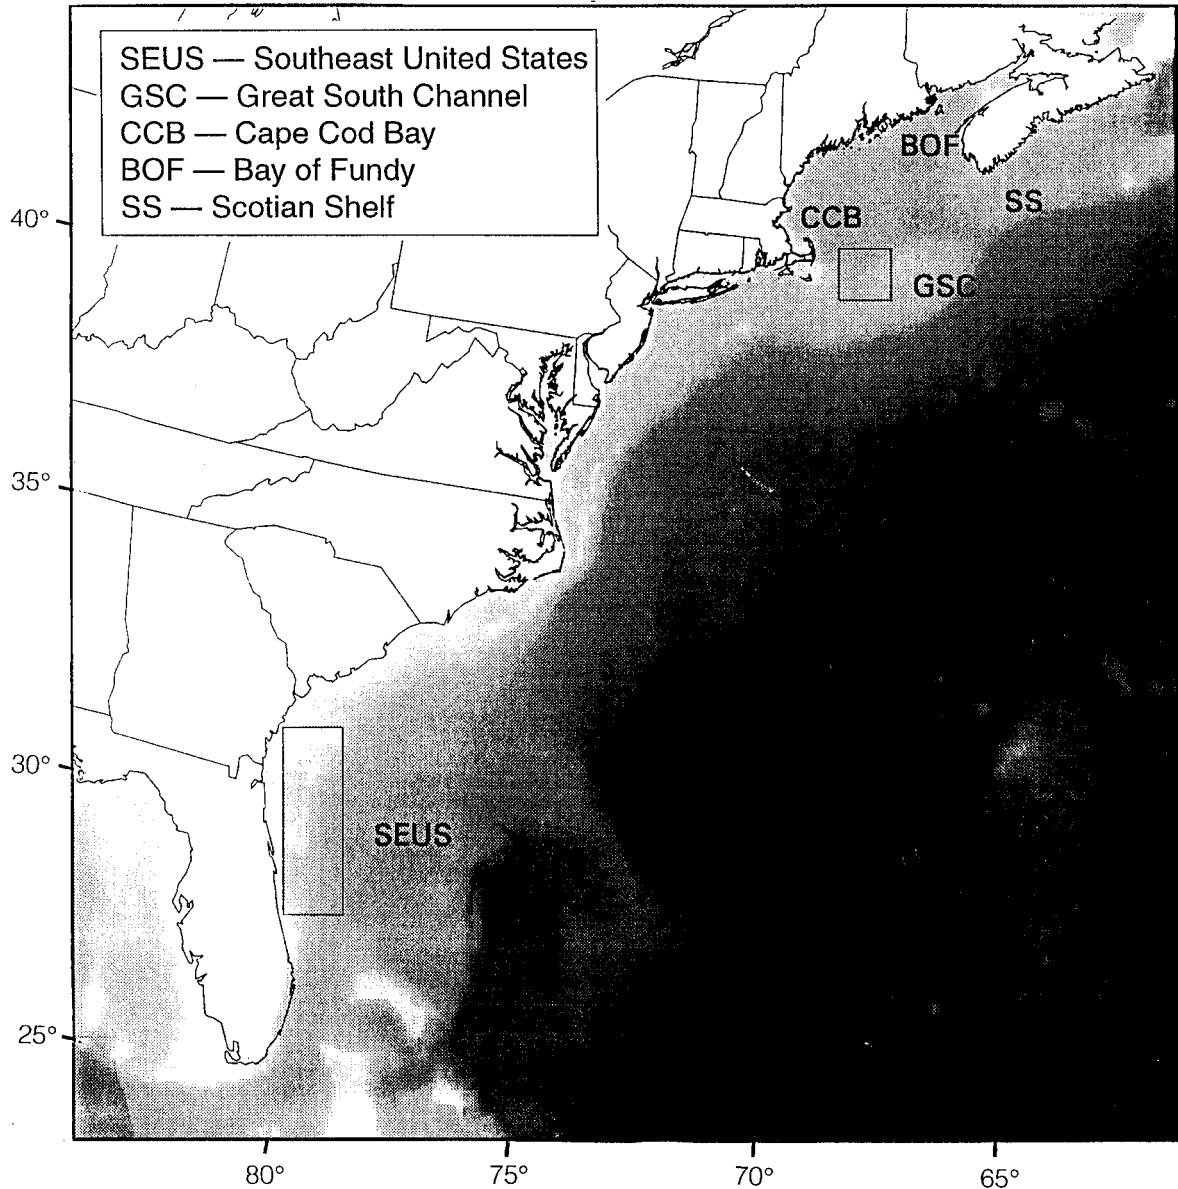 SEUS — Southeast United States
GSC — Great South Channel
CCB — Cape Cod Bay
BOF — Bay of Fundy
SS — Scotian Shelf
BOF
SS
40°
CCB
GSC
35°
30°
SEUS
25°
80°
75°
70°
65°